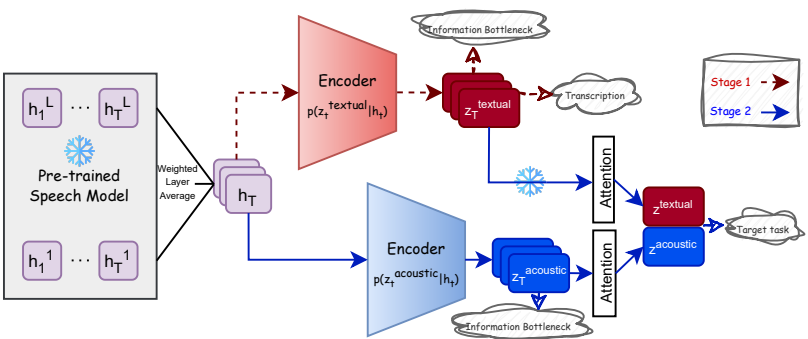 Information Bottleneck
Encoder
p(z_t^textual|h_t)
Transcription
z_T^textual
Stage 1
Stage 2
h_1^L ... h_T^L
Pre-trained
Speech Model
h_1^1 ... h_T^1
Weighted
Layer
Average
h_T
Encoder
p(z_t^acoustic|h_t)
z_T^acoustic
Information Bottleneck
Attention
Attention
z^textual
z^acoustic
Target task